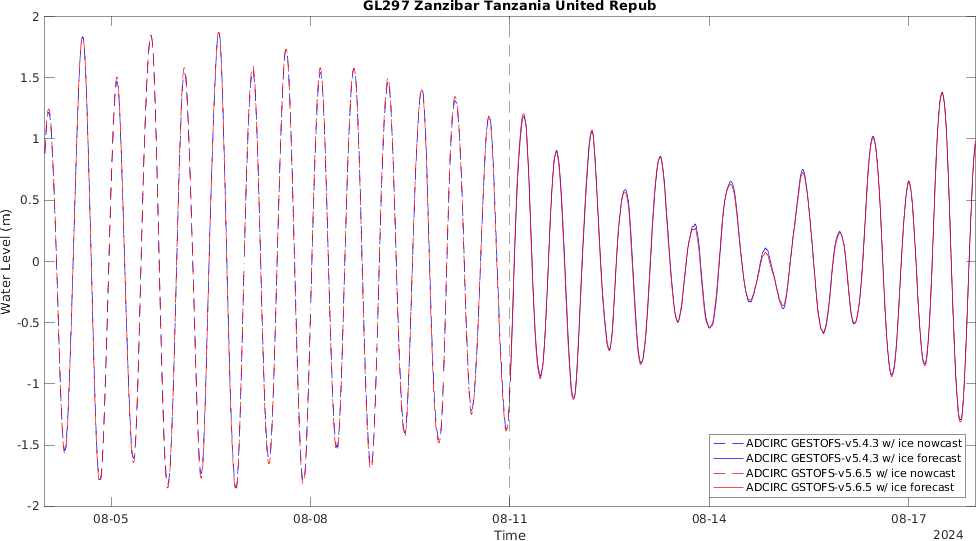 GL297 Zanzibar Tanzania United Repub
2
1.5
1
0.5
0
-0.5
-1
-1.5
-2
Water Level (m)
08-05
08-08
08-11
08-14
08-17
Time
2024
ADCIRC GESTOFS-v5.4.3 w/ ice nowcast
ADCIRC GESTOFS-v5.4.3 w/ ice forecast
ADCIRC GSTOFS-v5.6.5 w/ ice nowcast
ADCIRC GSTOFS-v5.6.5 w/ ice forecast